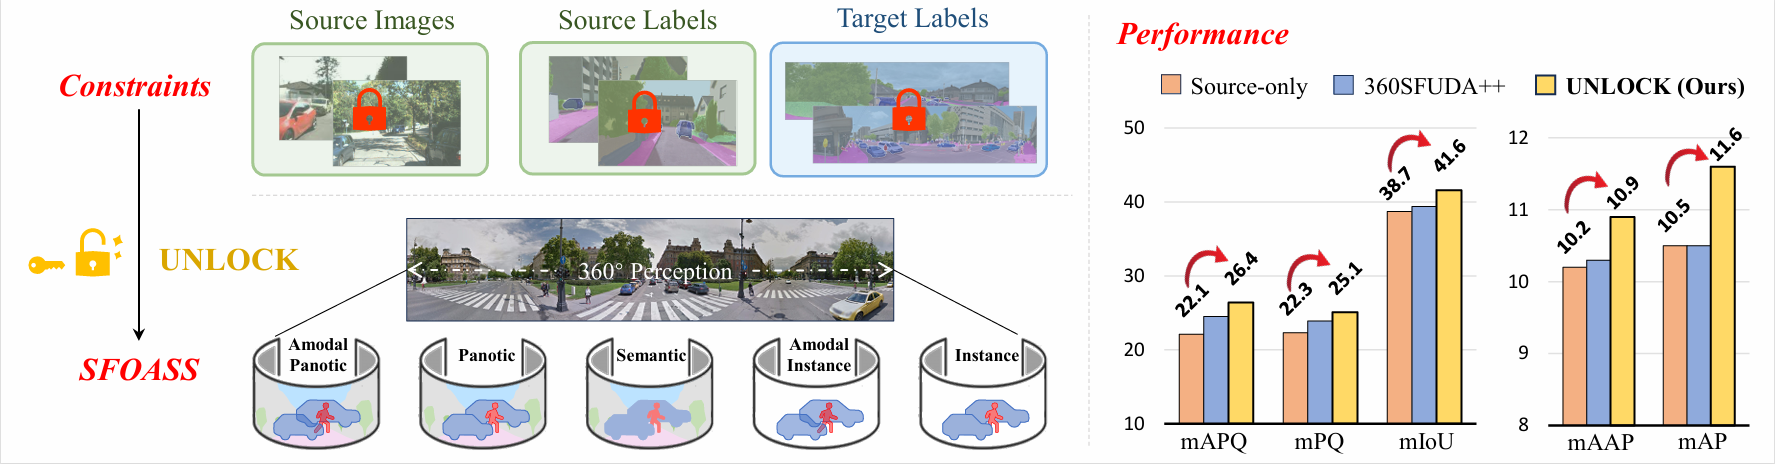 Source Images
Source Labels
Target Labels
Constraints
UNLOCK
360° Perception
SFOASS
Amodal
Panotic
Panotic
Semantic
Amodal
Instance
Instance
Performance
Source-only
360SFUDA++
UNLOCK (Ours)
50
40
30
20
10
22.1
26.4
22.3
25.1
38.7
41.6
mAPQ
mPQ
mIoU
12
11
10
9
8
10.2
10.9
10.5
11.6
mAAP
mAP